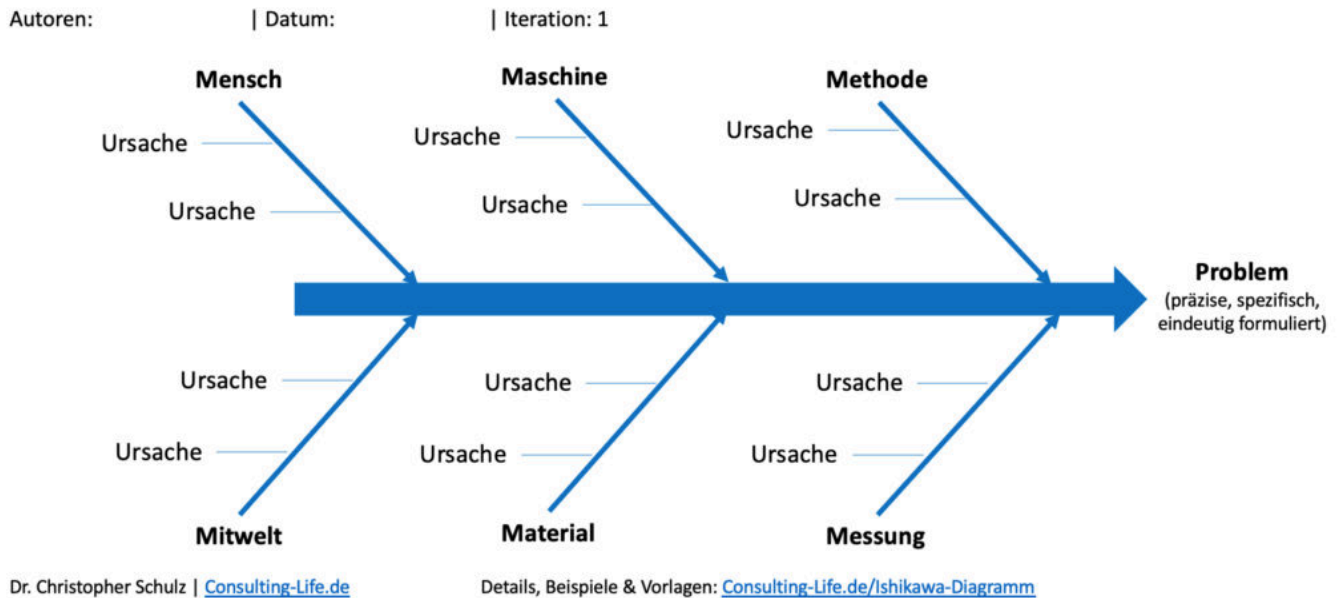 Autoren: | Datum: | Iteration: 1
Mensch
Maschine
Methode
Ursache
Ursache
Ursache
Ursache
Ursache
Ursache
Problem
(präzise, spezifisch,
eindeutig formuliert)
Ursache
Ursache
Ursache
Ursache
Ursache
Ursache
Mitwelt
Material
Messung
Dr. Christopher Schulz | Consulting-Life.de
Details, Beispiele & Vorlagen: Consulting-Life.de/Ishikawa-Diagramm